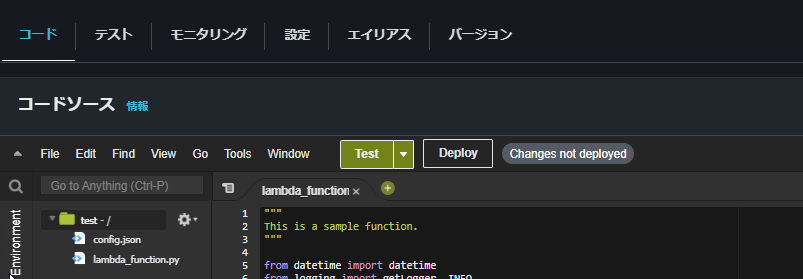 コード テスト モニタリング 設定 エイリアス バージョン
コードソース 情報
File Edit Find View Go Tools Window Test Deploy Changes not deployed
Go to Anything (Ctrl-P) lambda_function
Environment
test - /
config.json
lambda_function.py
1 """
2 This is a sample function.
3 """
4
5 from datetime import datetime
6 from logging import getLogger, INFO